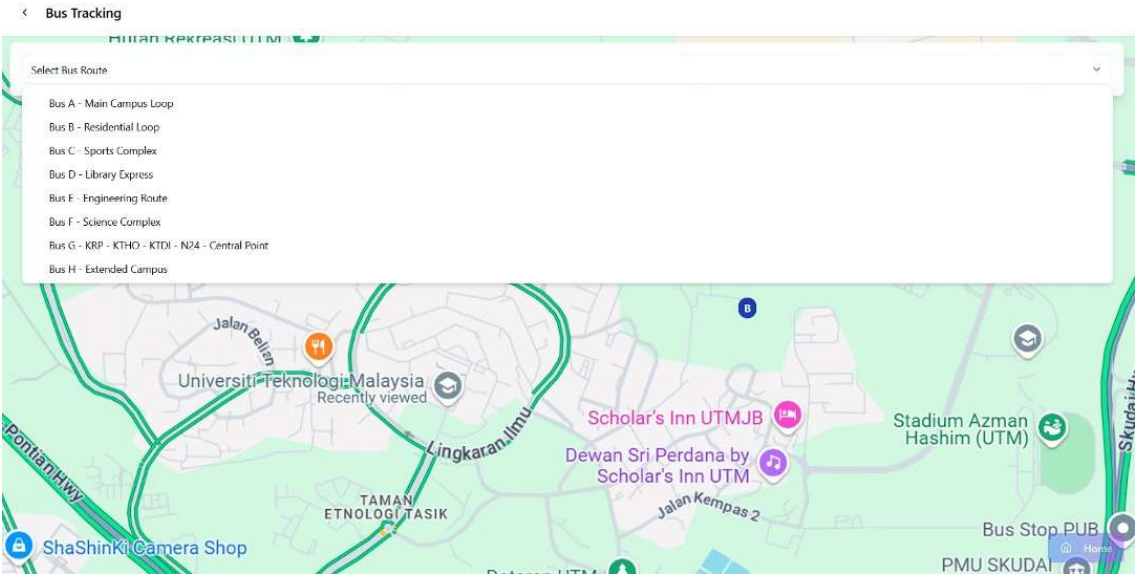 Bus Tracking
Hutan Rekreasi UTM
Select Bus Route
Bus A - Main Campus Loop
Bus B - Residential Loop
Bus C - Sports Complex
Bus D - Library Express
Bus E - Engineering Route
Bus F - Science Complex
Bus G - KRP - KTHO - KTDI - N24 - Central Point
Bus H - Extended Campus
B
Jalan Belian
Universiti Teknologi Malaysia
Recently viewed
Lingkaran Ilmu
Scholar's Inn UTMJB
Stadium Azman
Hashim (UTM)
Skudai Hwy
Pontian Hwy
Dewan Sri Perdana by
Scholar's Inn UTM
Jalan Kempas 2
TAMAN
ETNOLOGI TASIK
Bus Stop PUB
Home
ShaShinKi Camera Shop
PMU SKUDAI
Dataran UTM